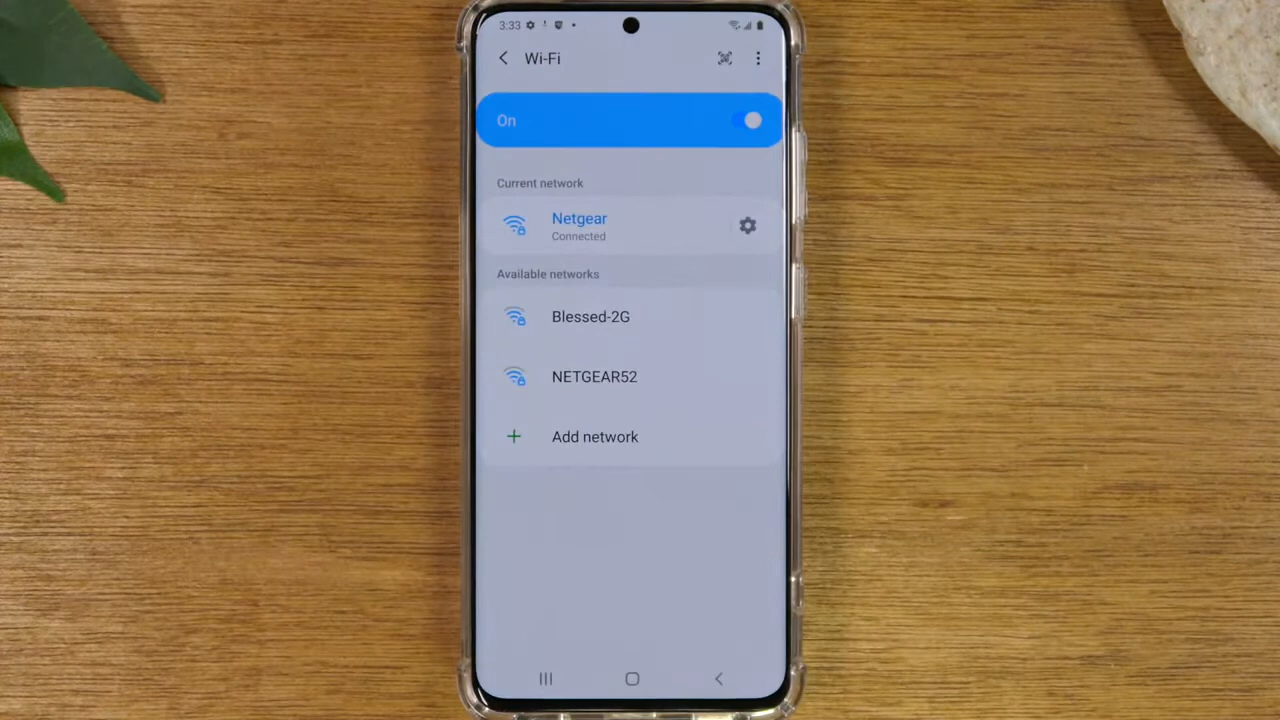 3:33
Wi-Fi
On
Current network
Netgear
Connected
Available networks
Blessed-2G
NETGEAR52
Add network